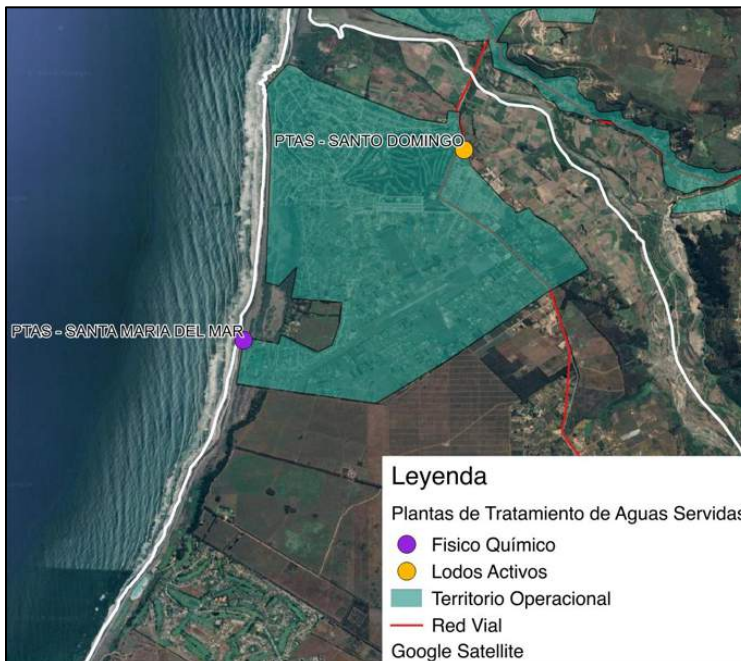 PTAS - SANTO DOMINGO
PTAS - SANTA MARIA DEL MAR
Leyenda
Plantas de Tratamiento de Aguas Servidas
Fisico Químico
Lodos Activos
Territorio Operacional
Red Vial
Google Satellite